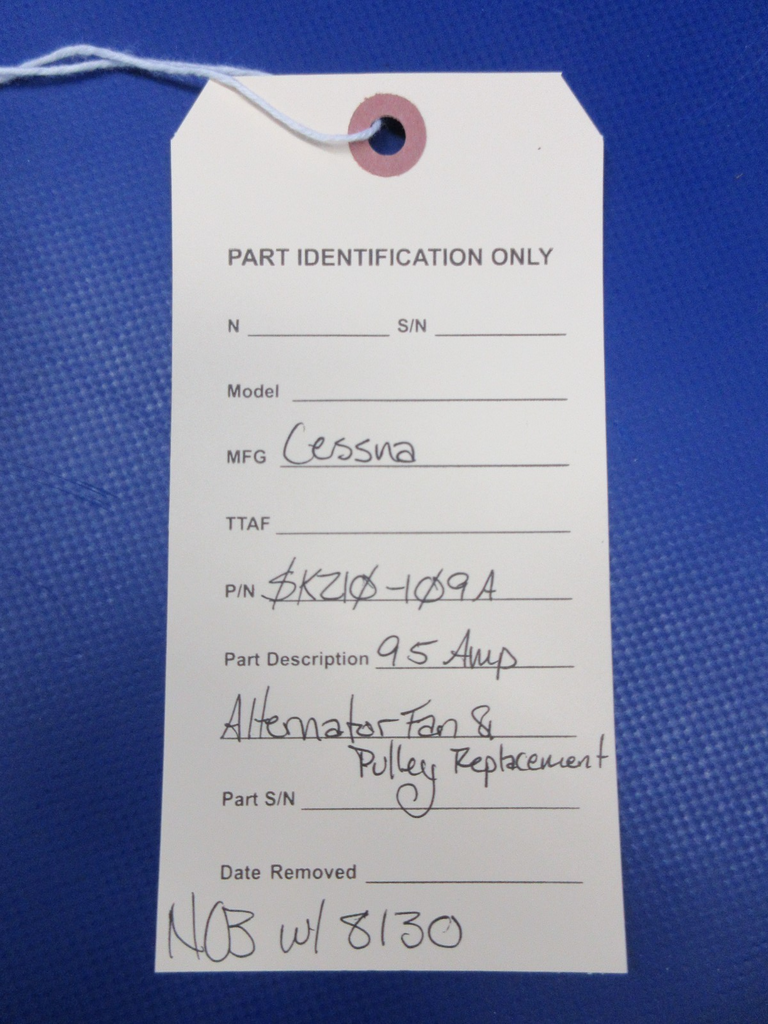 PART IDENTIFICATION ONLY
N S/N
Model
MFG Cessna
TTAF
P/N SK210-109A
Part Description 95 Amp
Alternator Fan &
Pulley Replacement
Part S/N
Date Removed
NOB w/ 8130